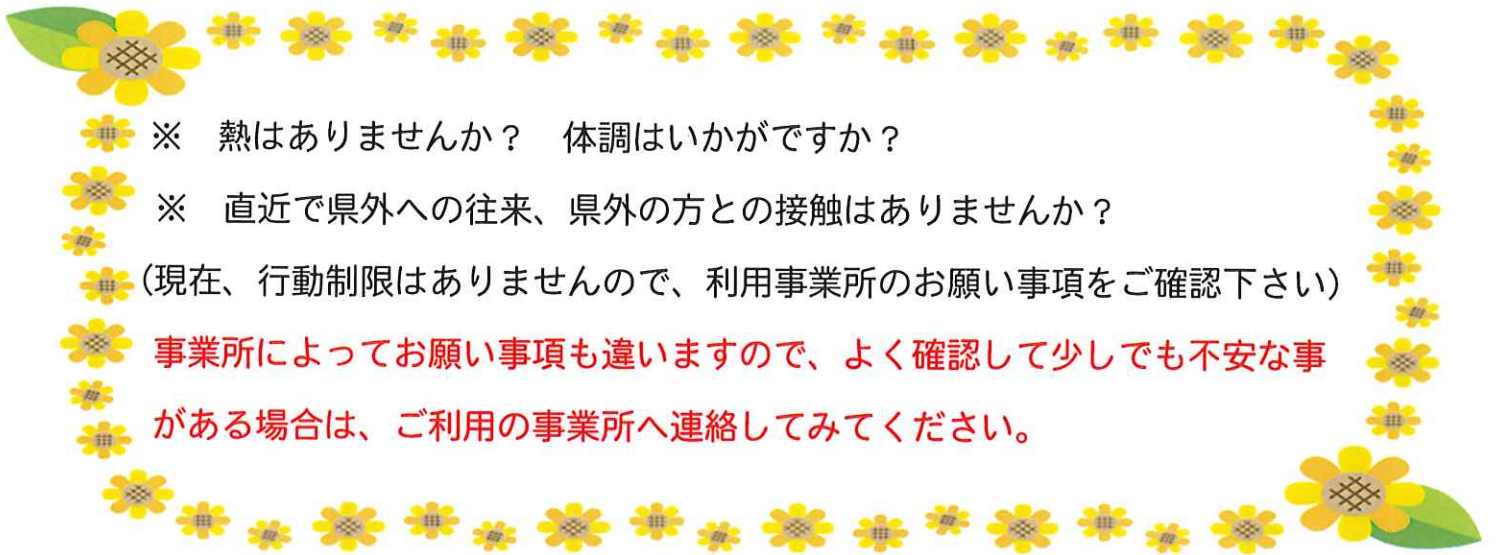 ※　熱はありませんか？　体調はいかがですか？
※　直近で県外への往来、県外の方との接触はありませんか？
（現在、行動制限はありませんので、利用事業所のお願い事項をご確認下さい）
事業所によってお願い事項も違いますので、よく確認して少しでも不安な事
がある場合は、ご利用の事業所へ連絡してみてください。